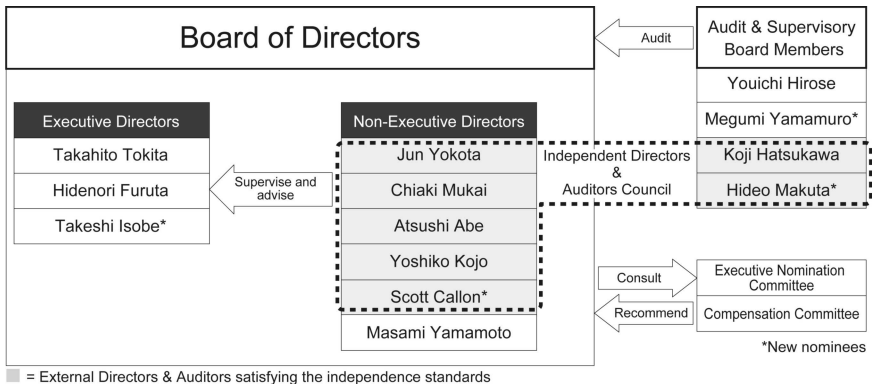 Board of Directors
Audit
Audit & Supervisory
Board Members
Youichi Hirose
Megumi Yamamuro*
Koji Hatsukawa
Hideo Makuta*
Executive Directors
Takahito Tokita
Hidenori Furuta
Takeshi Isobe*
Supervise and
advise
Non-Executive Directors
Jun Yokota
Chiaki Mukai
Atsushi Abe
Yoshiko Kojo
Scott Callon*
Masami Yamamoto
Independent Directors
&
Auditors Council
Consult
Recommend
Executive Nomination
Committee
Compensation Committee
*New nominees
= External Directors & Auditors satisfying the independence standards